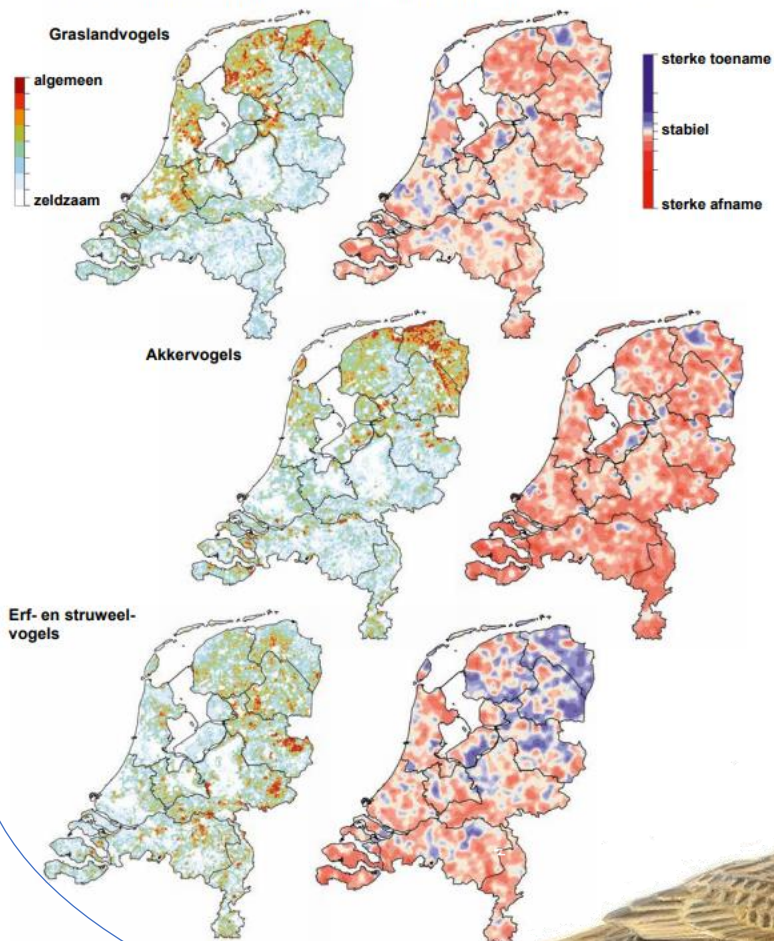 Graslandvogels
algemeen
zeldzaam
sterke toename
stabiel
sterke afname
Akkervogels
Erf- en struweel-
vogels